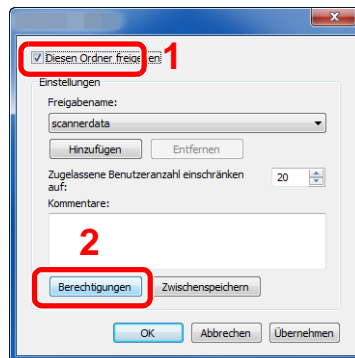 Diesen Ordner freigeben 1
Einstellungen
Freigabename:
scannerdata
Hinzufügen Entfernen
Zugelassene Benutzeranzahl einschränken auf: 20
Kommentare:
2
Berechtigungen Zwischenspeichern
OK Abbrechen Übernehmen